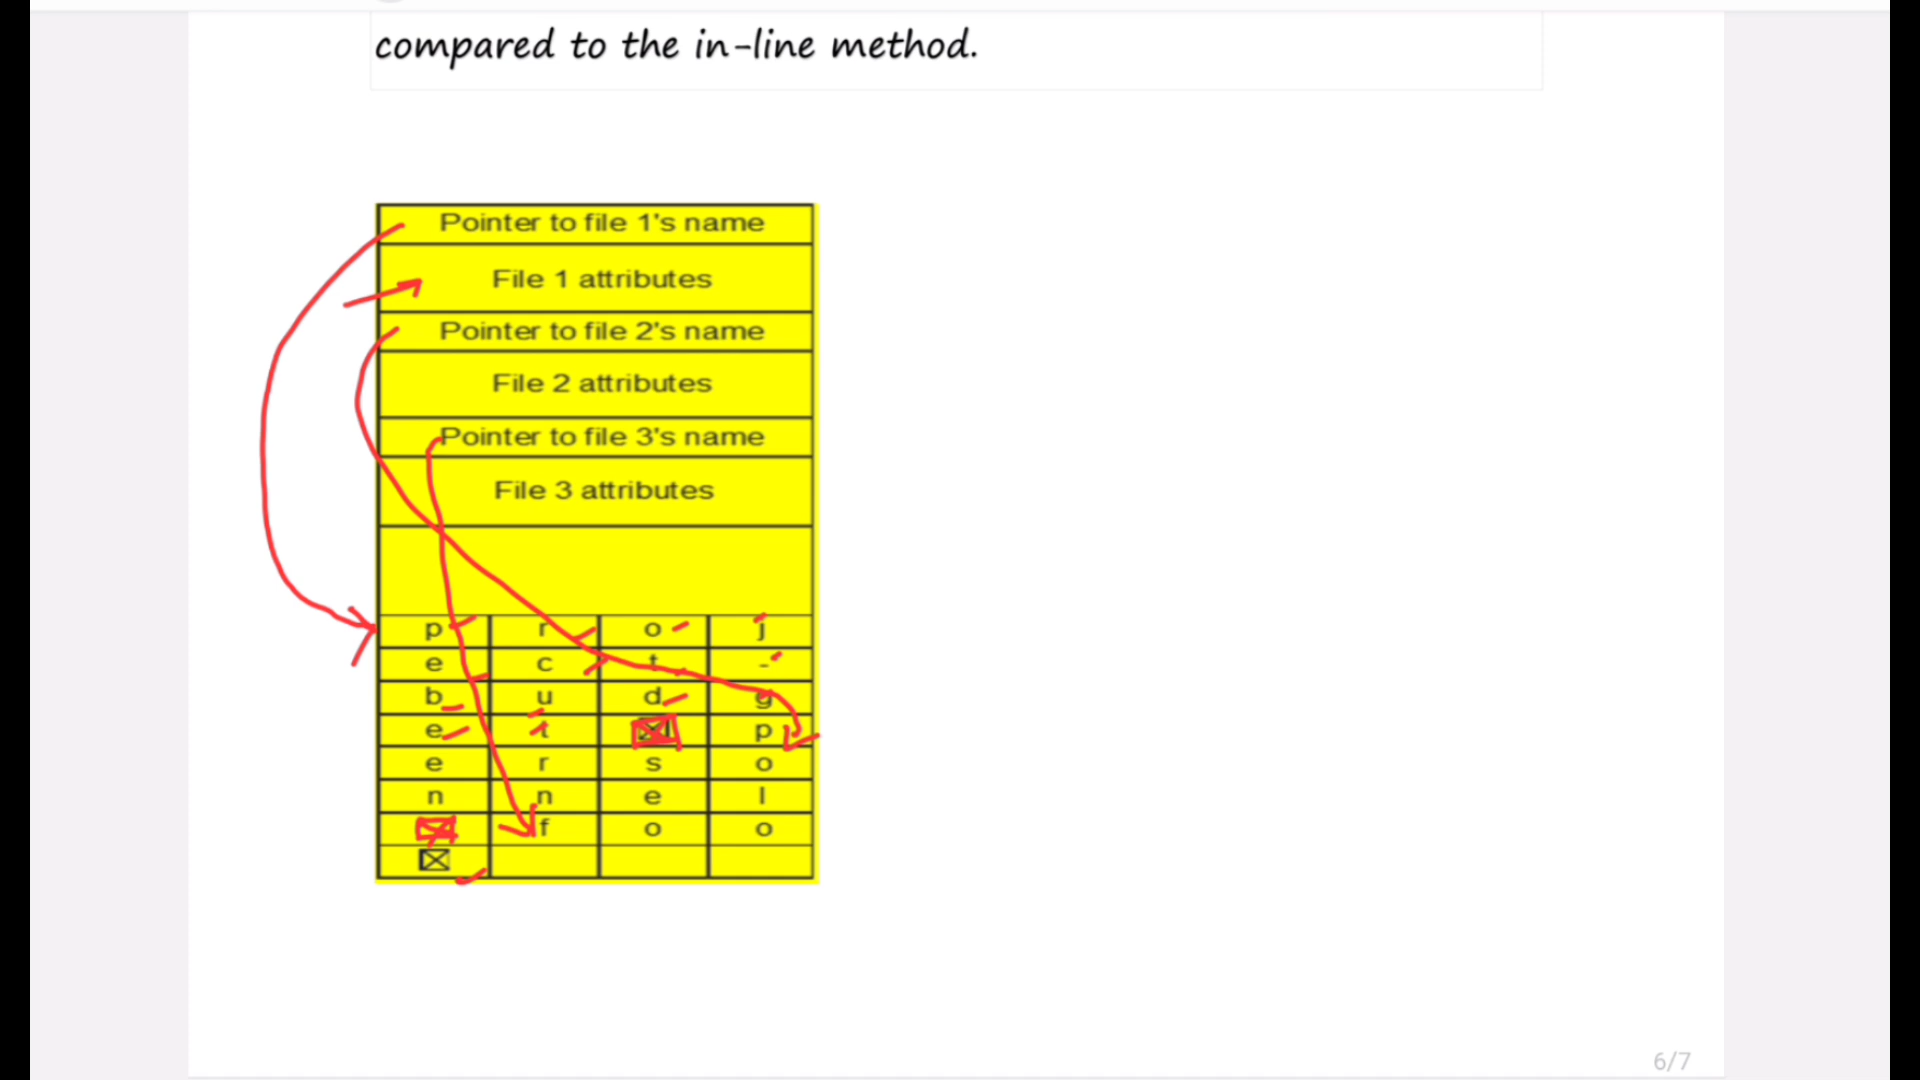 compared to the in-line method.
Pointer to file 1's name
File 1 attributes
Pointer to file 2's name
File 2 attributes
Pointer to file 3's name
File 3 attributes
p r o j
e c t -
b u d g
e t p
e r s o
n n e l
f o o
6/7